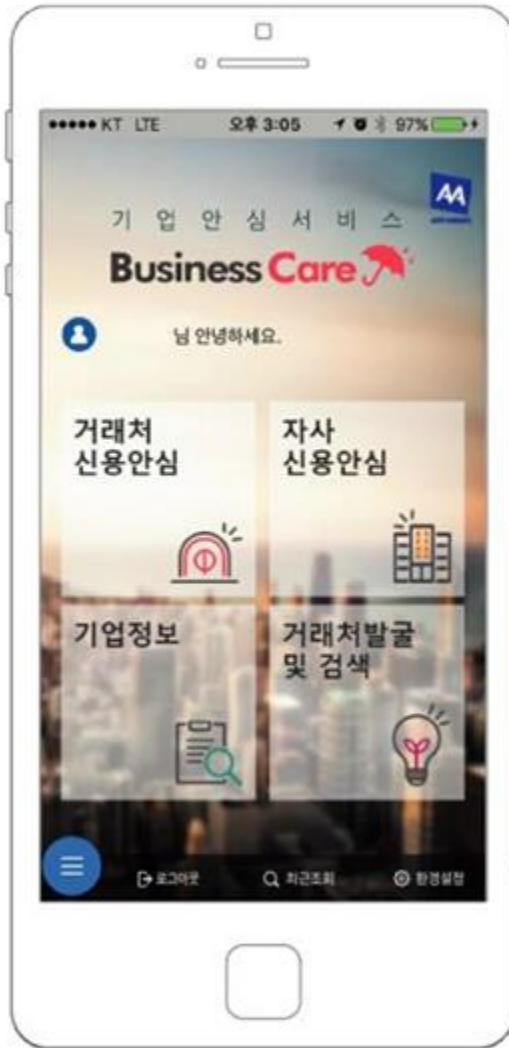 KT LTE 오후 3:05 97%
기업안심서비스
Business Care
님 안녕하세요.
거래처
신용안심
자사
신용안심
기업정보
거래처발굴
및 검색
로그아웃 최근조회 환경설정